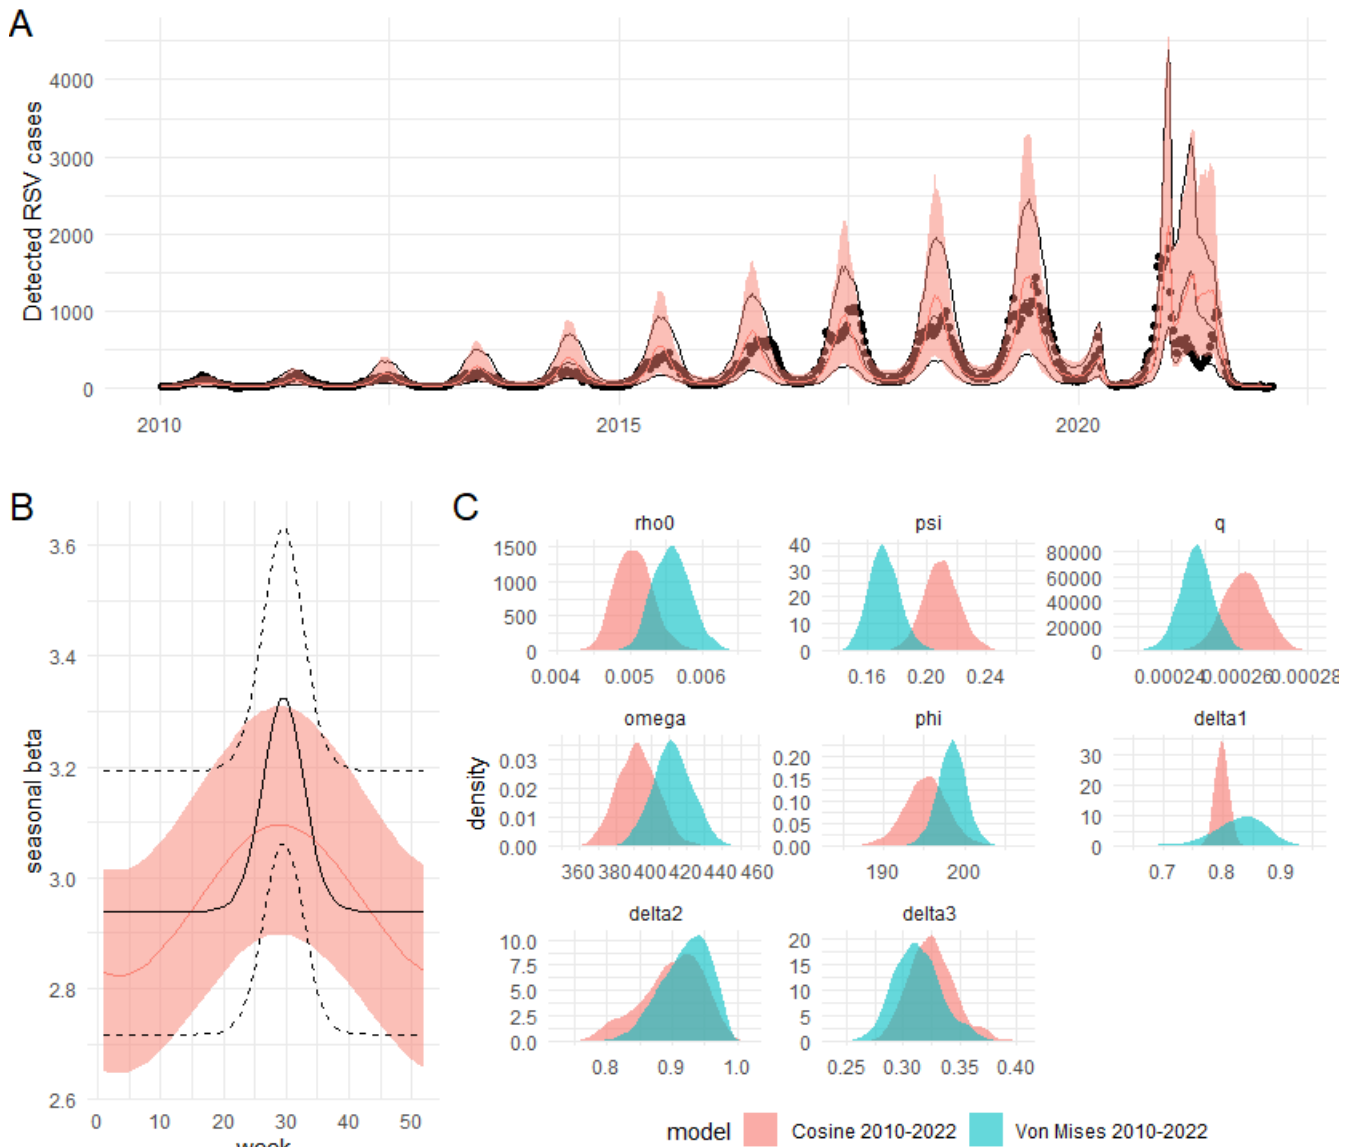 A
Detected RSV cases
4000
3000
2000
1000
0
2010 2015 2020
B
seasonal beta
3.6
3.4
3.2
3.0
2.8
2.6
0 10 20 30 40 50
week
C
density
rho0
1500
1000
500
0
0.004 0.005 0.006
psi
40
30
20
10
0
0.16 0.20 0.24
q
80000
60000
40000
20000
0
0.00024 0.00026 0.00028
omega
0.03
0.02
0.01
0.00
360 380 400 420 440 460
phi
0.20
0.15
0.10
0.05
0.00
190 200
delta1
30
20
10
0
0.7 0.8 0.9
delta2
10.0
7.5
5.0
2.5
0.0
0.8 0.9 1.0
delta3
20
15
10
5
0
0.25 0.30 0.35 0.40
model Cosine 2010-2022 Von Mises 2010-2022